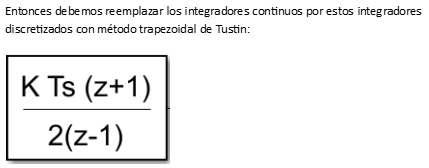 Entonces debemos reemplazar los integradores continuos por estos integradores
discretizados con método trapezoidal de Tustin:
K Ts (z+1)
2(z-1)